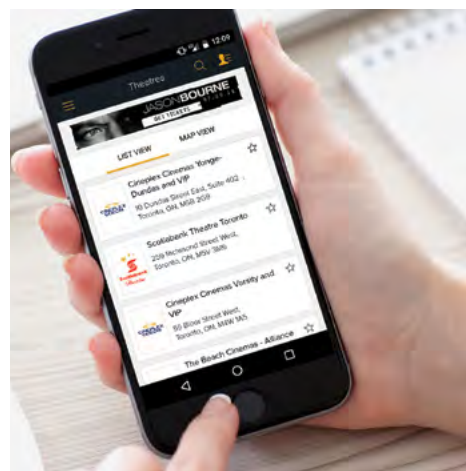 12:09
Theatres
JASON BOURNE
GET TICKETS
LIST VIEW MAP VIEW
Cineplex Cinemas Yonge-
Dundas and VIP
10 Dundas Street East, Suite 402 ,
Toronto, ON, M5B 2G9
Scotiabank Theatre Toronto
259 Richmond Street West,
Toronto, ON, M5V 3M6
Cineplex Cinemas Varsity and
VIP
55 Bloor Street West,
Toronto, ON, M4W 1A5
The Beach Cinemas - Alliance